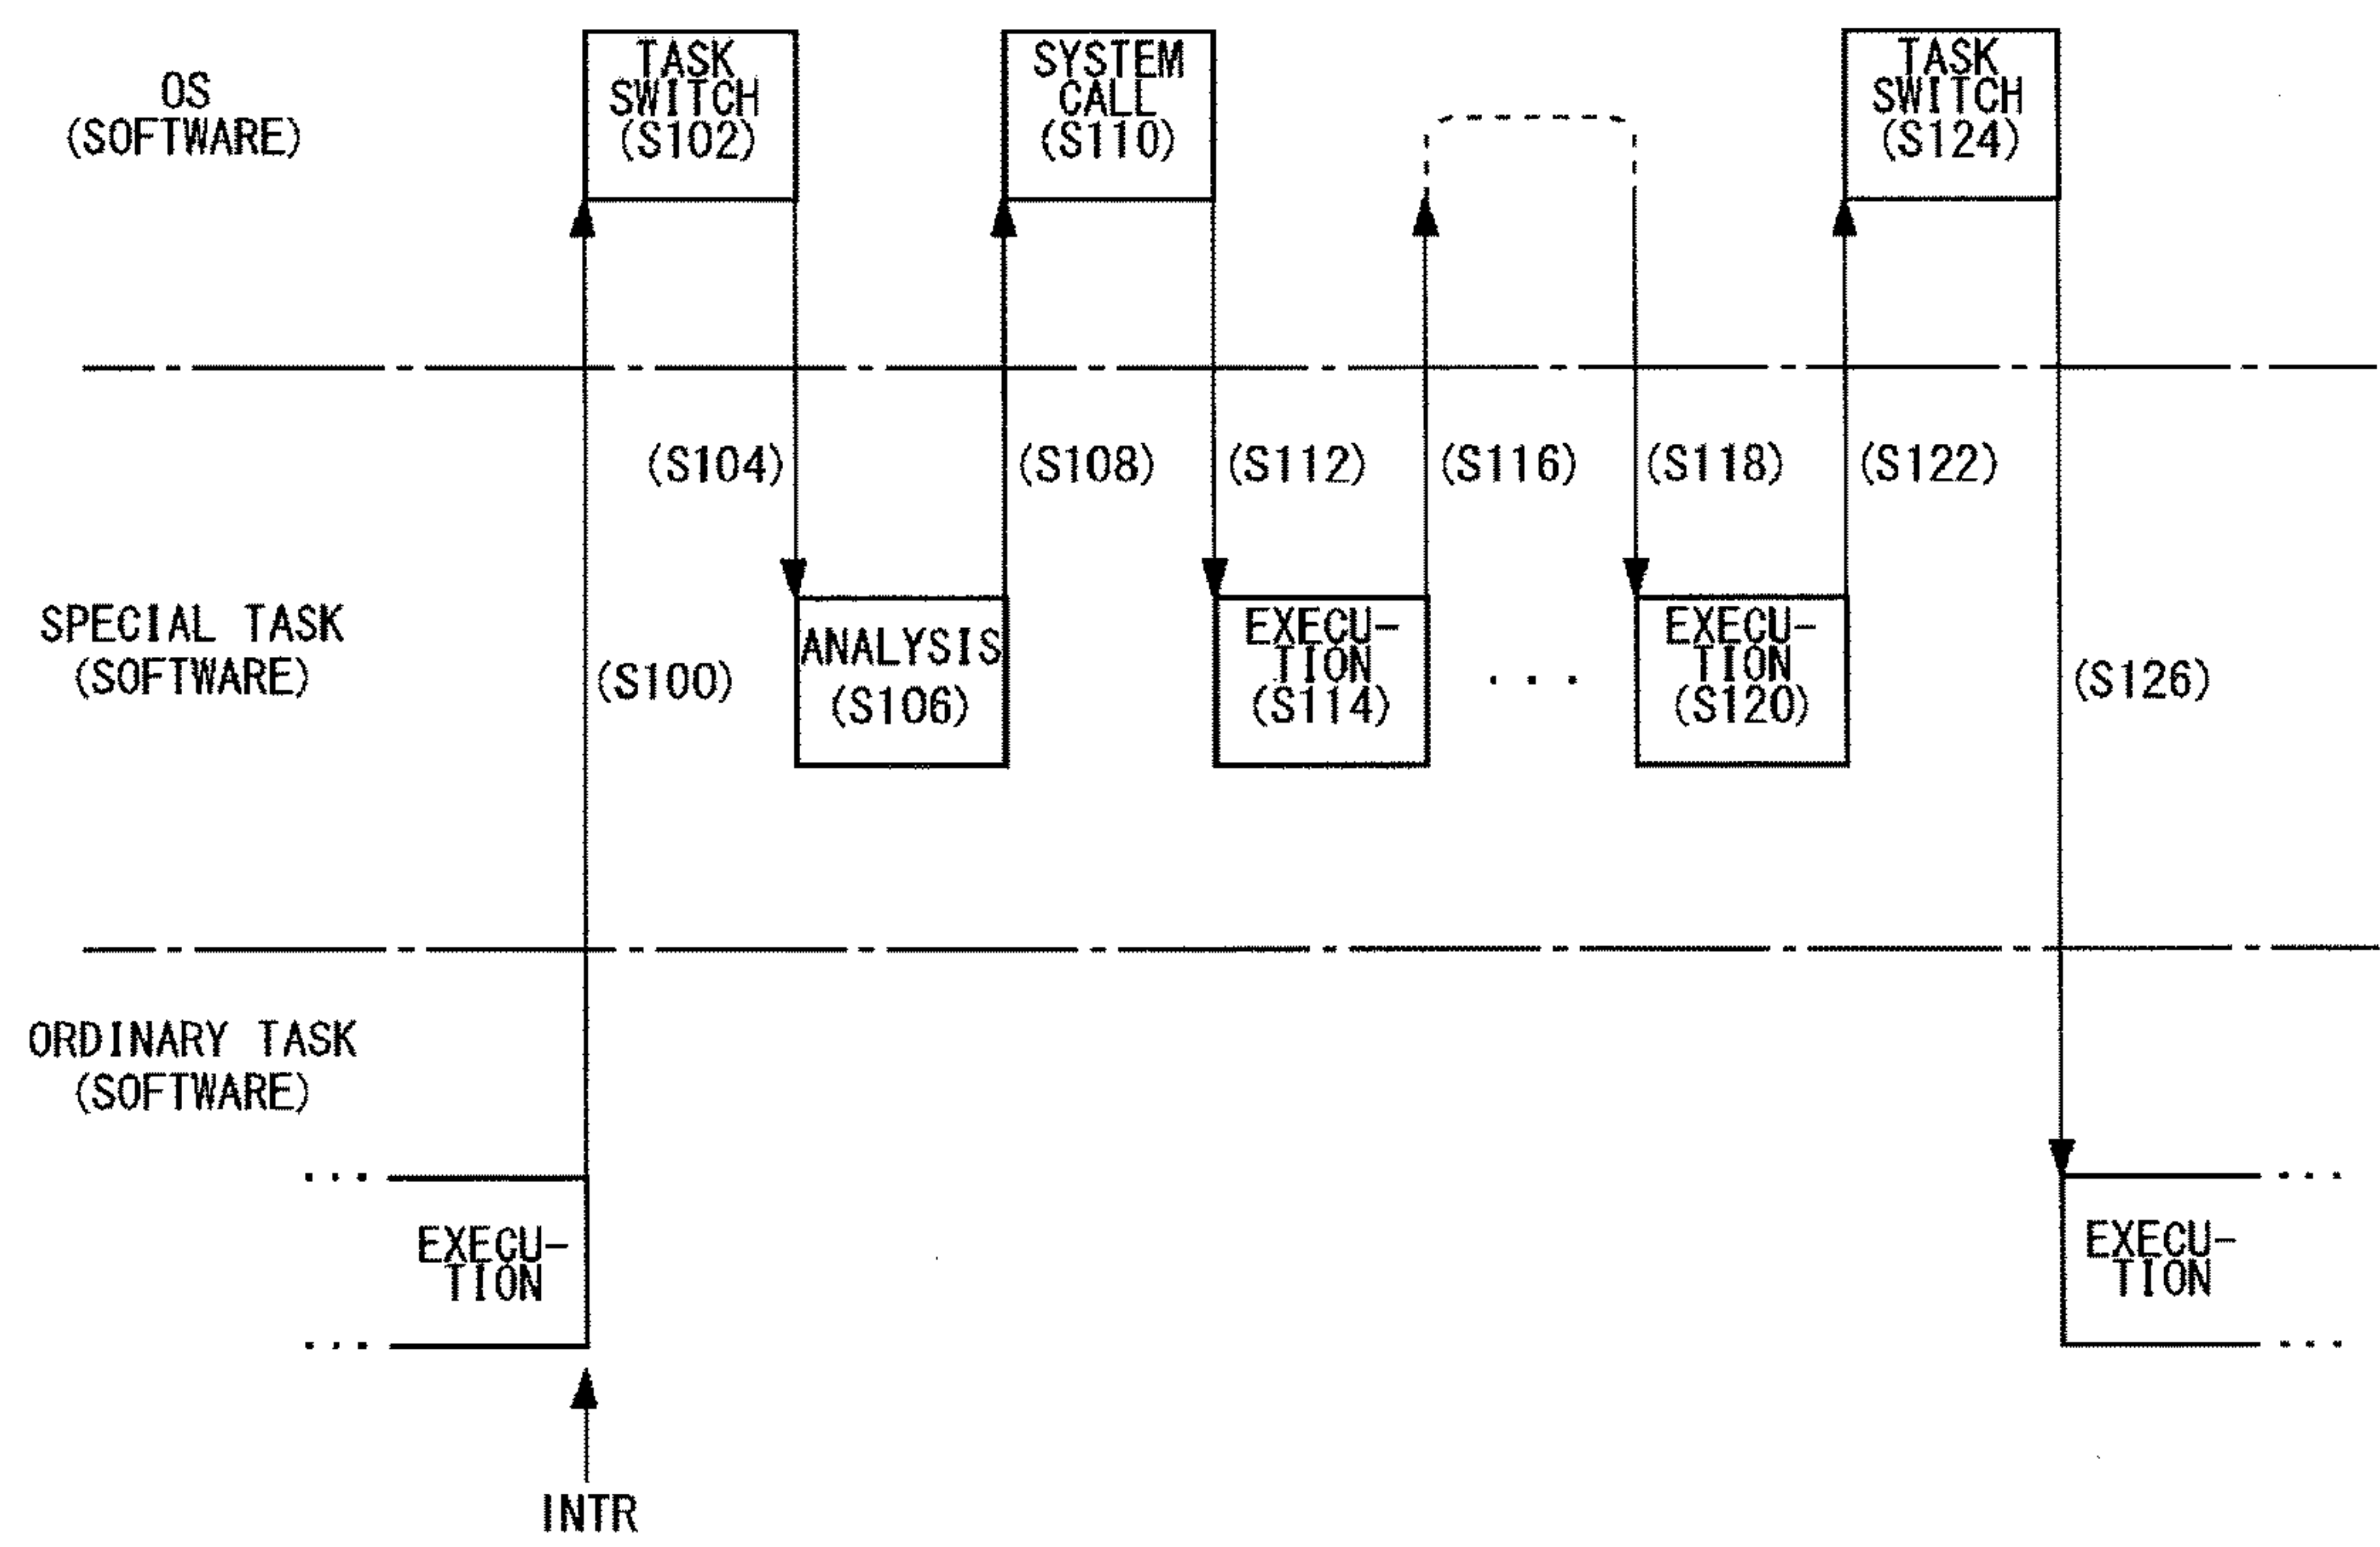 OS
(SOFTWARE)
TASK
SWITCH
(S102)
SYSTEM
CALL
(S110)
TASK
SWITCH
(S124)
(S104)
(S108)
(S112)
(S116)
(S118)
(S122)
SPECIAL TASK
(SOFTWARE)
(S100)
ANALYSIS
(S106)
EXECU-
TION
(S114)
. . .
EXECU-
TION
(S120)
(S126)
ORDINARY TASK
(SOFTWARE)
. . .
EXECU-
TION
. . .
. . .
EXECU-
TION
. . .
INTR